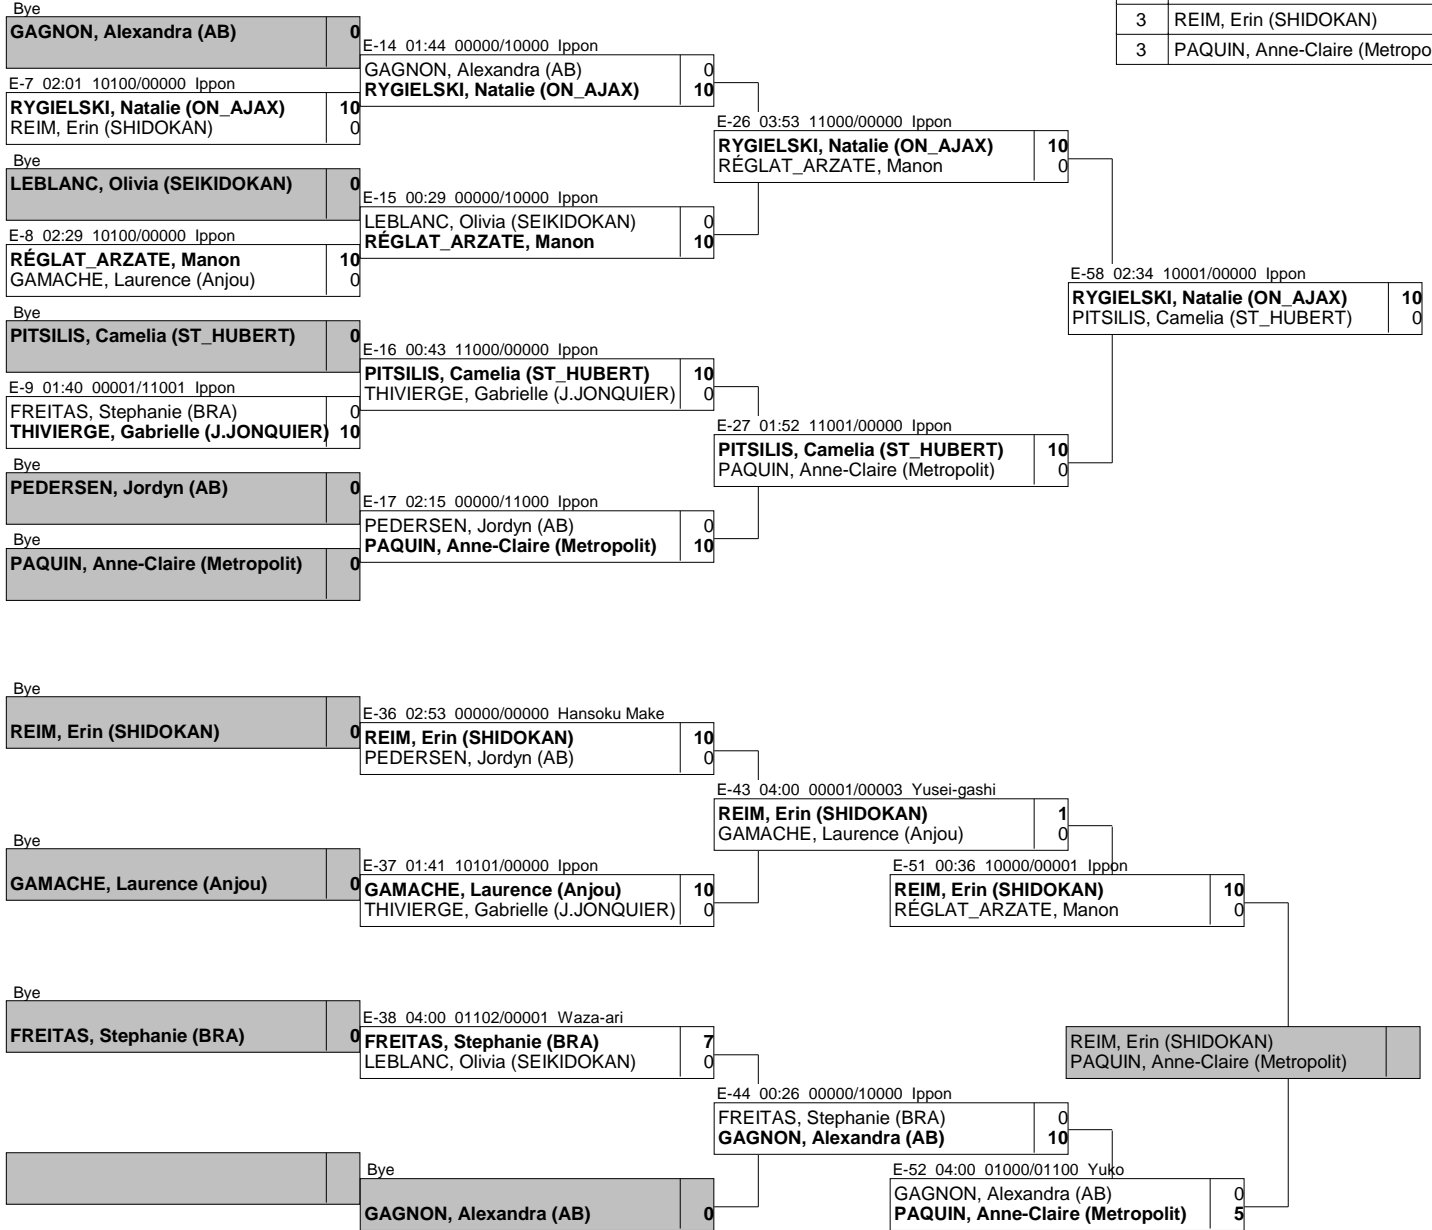 3 REIM, Erin (SHIDOKAN)
3 PAQUIN, Anne-Claire (Metropo
Bye
GAGNON, Alexandra (AB) 0
E-7 02:01 10100/00000 Ippon
RYGIELSKI, Natalie (ON_AJAX) 10
REIM, Erin (SHIDOKAN) 0
Bye
LEBLANC, Olivia (SEIKIDOKAN) 0
E-8 02:29 10100/00000 Ippon
RÉGLAT_ARZATE, Manon 10
GAMACHE, Laurence (Anjou) 0
Bye
PITSILIS, Camelia (ST_HUBERT) 0
E-9 01:40 00001/11001 Ippon
FREITAS, Stephanie (BRA) 0
THIVIERGE, Gabrielle (J.JONQUIER) 10
Bye
PEDERSEN, Jordyn (AB) 0
Bye
PAQUIN, Anne-Claire (Metropolit) 0
E-14 01:44 00000/10000 Ippon
GAGNON, Alexandra (AB) 0
RYGIELSKI, Natalie (ON_AJAX) 10
E-15 00:29 00000/10000 Ippon
LEBLANC, Olivia (SEIKIDOKAN) 0
RÉGLAT_ARZATE, Manon 10
E-16 00:43 11000/00000 Ippon
PITSILIS, Camelia (ST_HUBERT) 10
THIVIERGE, Gabrielle (J.JONQUIER) 0
E-17 02:15 00000/11000 Ippon
PEDERSEN, Jordyn (AB) 0
PAQUIN, Anne-Claire (Metropolit) 10
E-26 03:53 11000/00000 Ippon
RYGIELSKI, Natalie (ON_AJAX) 10
RÉGLAT_ARZATE, Manon 0
E-27 01:52 11001/00000 Ippon
PITSILIS, Camelia (ST_HUBERT) 10
PAQUIN, Anne-Claire (Metropolit) 0
E-58 02:34 10001/00000 Ippon
RYGIELSKI, Natalie (ON_AJAX) 10
PITSILIS, Camelia (ST_HUBERT) 0
Bye
REIM, Erin (SHIDOKAN) 0
Bye
GAMACHE, Laurence (Anjou) 0
Bye
FREITAS, Stephanie (BRA) 0
E-36 02:53 00000/00000 Hansoku Make
REIM, Erin (SHIDOKAN) 10
PEDERSEN, Jordyn (AB) 0
E-37 01:41 10101/00000 Ippon
GAMACHE, Laurence (Anjou) 10
THIVIERGE, Gabrielle (J.JONQUIER) 0
E-38 04:00 01102/00001 Waza-ari
FREITAS, Stephanie (BRA) 7
LEBLANC, Olivia (SEIKIDOKAN) 0
Bye
GAGNON, Alexandra (AB) 0
E-43 04:00 00001/00003 Yusei-gashi
REIM, Erin (SHIDOKAN) 1
GAMACHE, Laurence (Anjou) 0
E-44 00:26 00000/10000 Ippon
FREITAS, Stephanie (BRA) 0
GAGNON, Alexandra (AB) 10
E-51 00:36 10000/00001 Ippon
REIM, Erin (SHIDOKAN) 10
RÉGLAT_ARZATE, Manon 0
E-52 04:00 01000/01100 Yuko
GAGNON, Alexandra (AB) 0
PAQUIN, Anne-Claire (Metropolit) 5
REIM, Erin (SHIDOKAN)
PAQUIN, Anne-Claire (Metropolit)